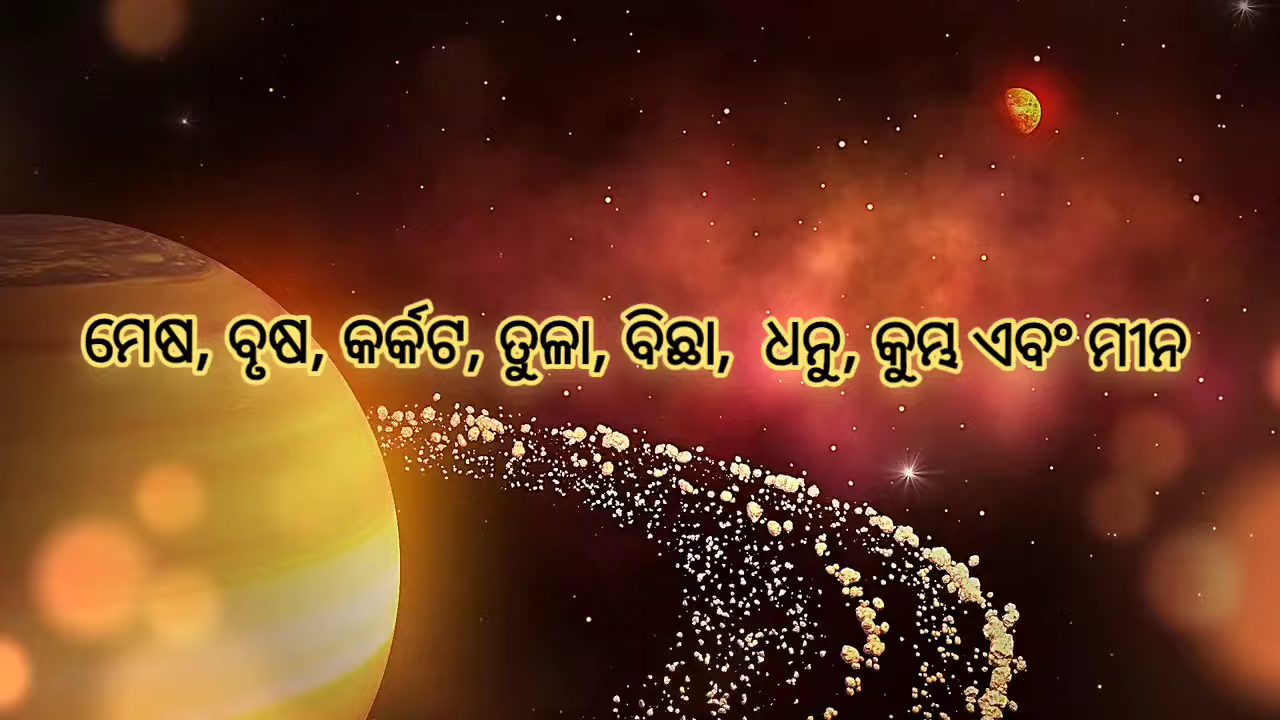 ମେଷ, ବୃଷ, କର୍କଟ, ତୁଳା, ବିଛା, ଧନୁ, କୁମ୍ଭ ଏବଂ ମୀନ